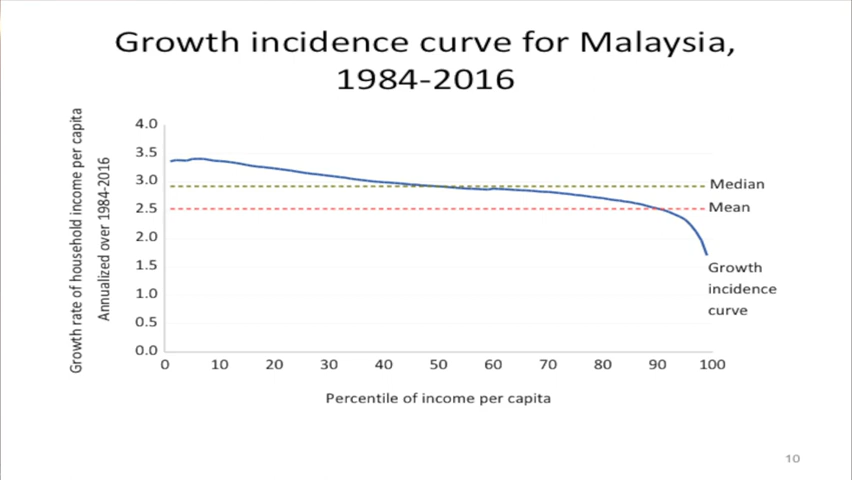 Growth incidence curve for Malaysia,
1984-2016
Growth rate of household income per capita
Annualized over 1984-2016
4.0
3.5
3.0
2.5
2.0
1.5
1.0
0.5
0.0
0 10 20 30 40 50 60 70 80 90 100
Median
Mean
Growth
incidence
curve
Percentile of income per capita
10